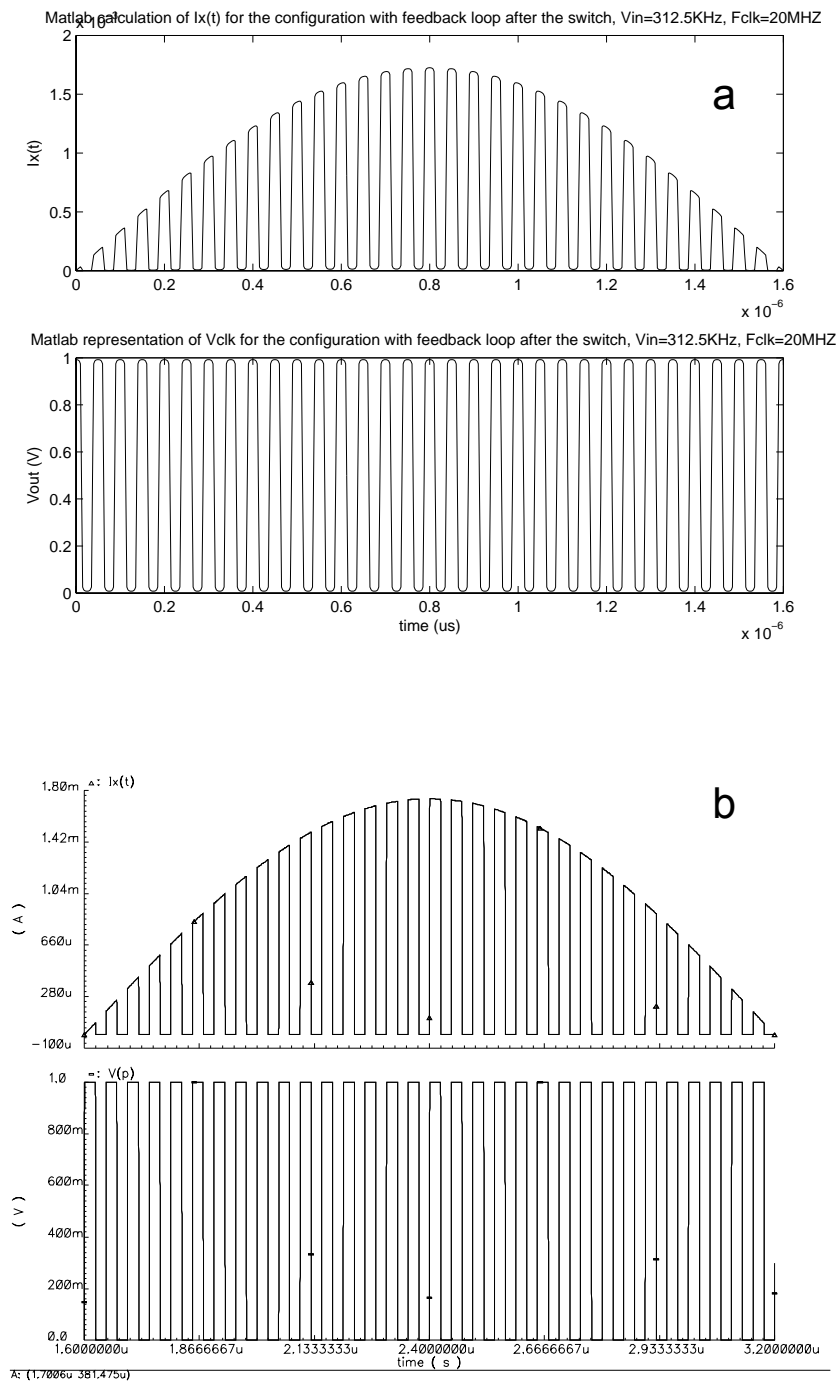 Matlab calculation of Ix(t) for the configuration with feedback loop after the switch, Vin=312.5KHz, Fclk=20MHZ
x 10⁻³
2
1.5
1
0.5
0
Ix(t)
a
0 0.2 0.4 0.6 0.8 1 1.2 1.4 1.6
x 10⁻⁶
Matlab representation of Vclk for the configuration with feedback loop after the switch, Vin=312.5KHz, Fclk=20MHZ
1
0.8
0.6
0.4
0.2
0
Vout (V)
0 0.2 0.4 0.6 0.8 1 1.2 1.4 1.6
time (us)
x 10⁻⁶
b
▵: Ix(t)
1.80m
1.42m
1.04m
660u
280u
-100u
( A )
-: V(p)
1.0
800m
600m
400m
200m
0.0
( V )
1.6000000u 1.8666667u 2.1333333u 2.4000000u 2.6666667u 2.9333333u 3.2000000u
time ( s )
A: (1.7006u 381.475u)